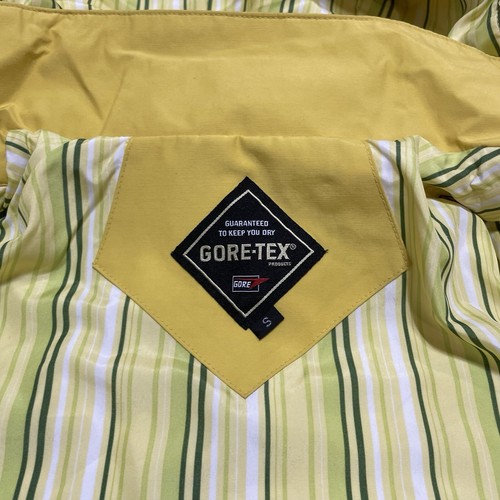 GUARANTEED
TO KEEP YOU DRY
GORE-TEX®
PRODUCTS
GORE
S